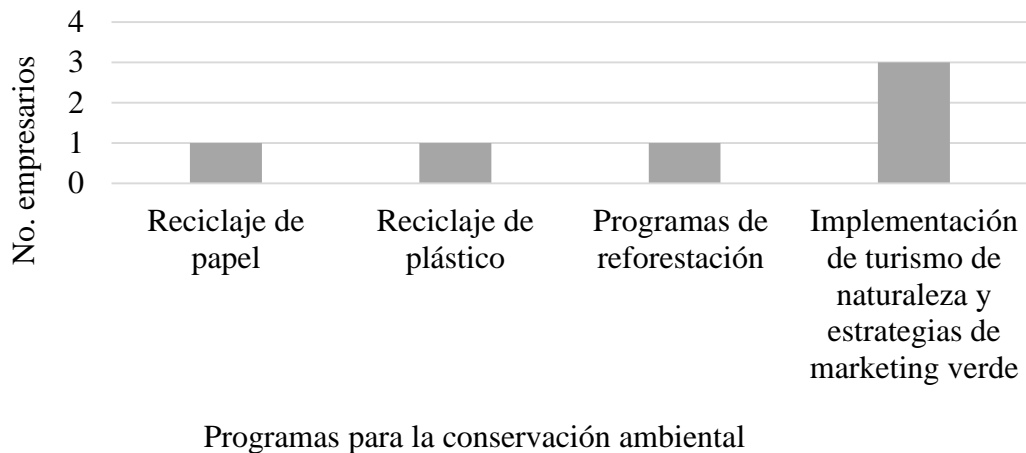 No. empresarios
4
3
2
1
0
Reciclaje de
papel
Reciclaje de
plástico
Programas de
reforestación
Implementación
de turismo de
naturaleza y
estrategias de
marketing verde
Programas para la conservación ambiental